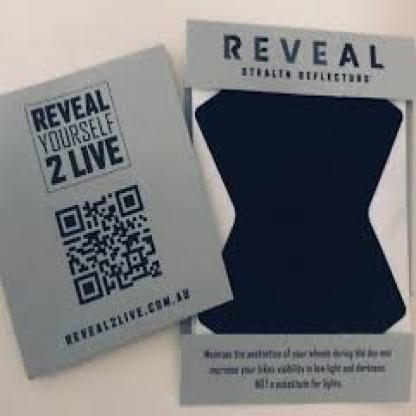 REVEAL
YOURSELF
2 LIVE
REVEAL2LIVE.COM.AU
REVEAL
STEALTH REFLECTORS
Maintain the aesthetics of your wheels during the day and
increase your bikes visibility in low light and darkness.
NOT a substitute for lights.